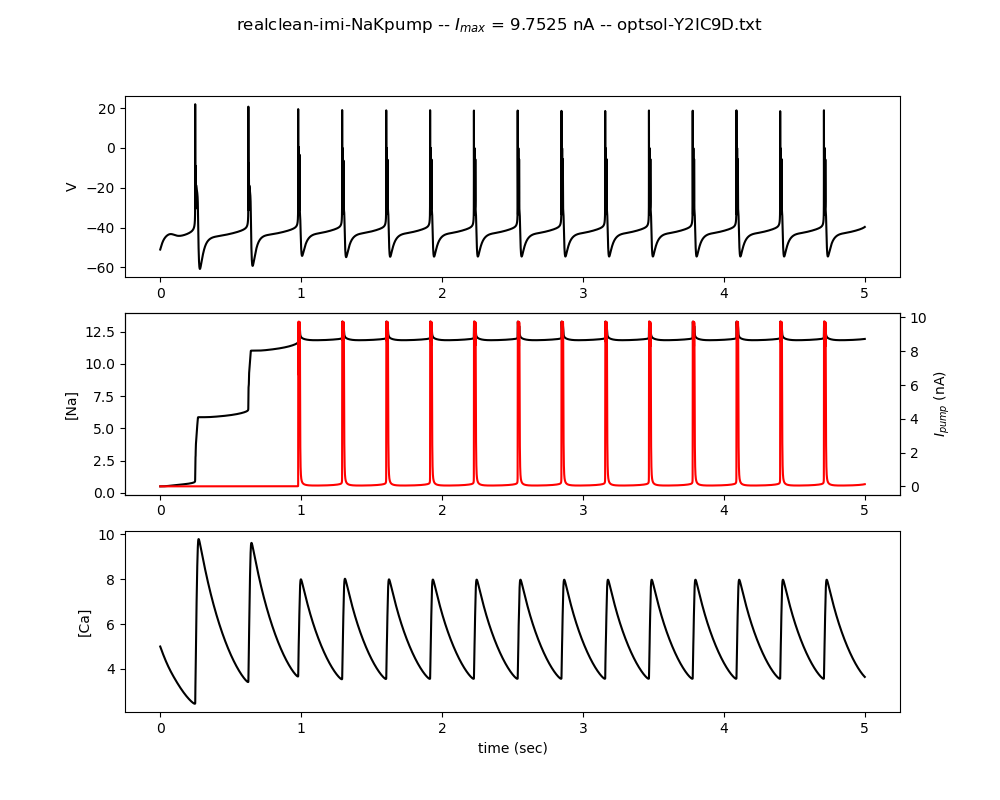 realclean-imi-NaKpump -- I_max = 9.7525 nA -- optsol-Y2IC9D.txt
20
0
−20
−40
−60
V
0 1 2 3 4 5
12.5
10.0
7.5
5.0
2.5
0.0
[Na]
10
8
6
4
2
0
I_pump (nA)
0 1 2 3 4 5
10
8
6
4
[Ca]
0 1 2 3 4 5
time (sec)